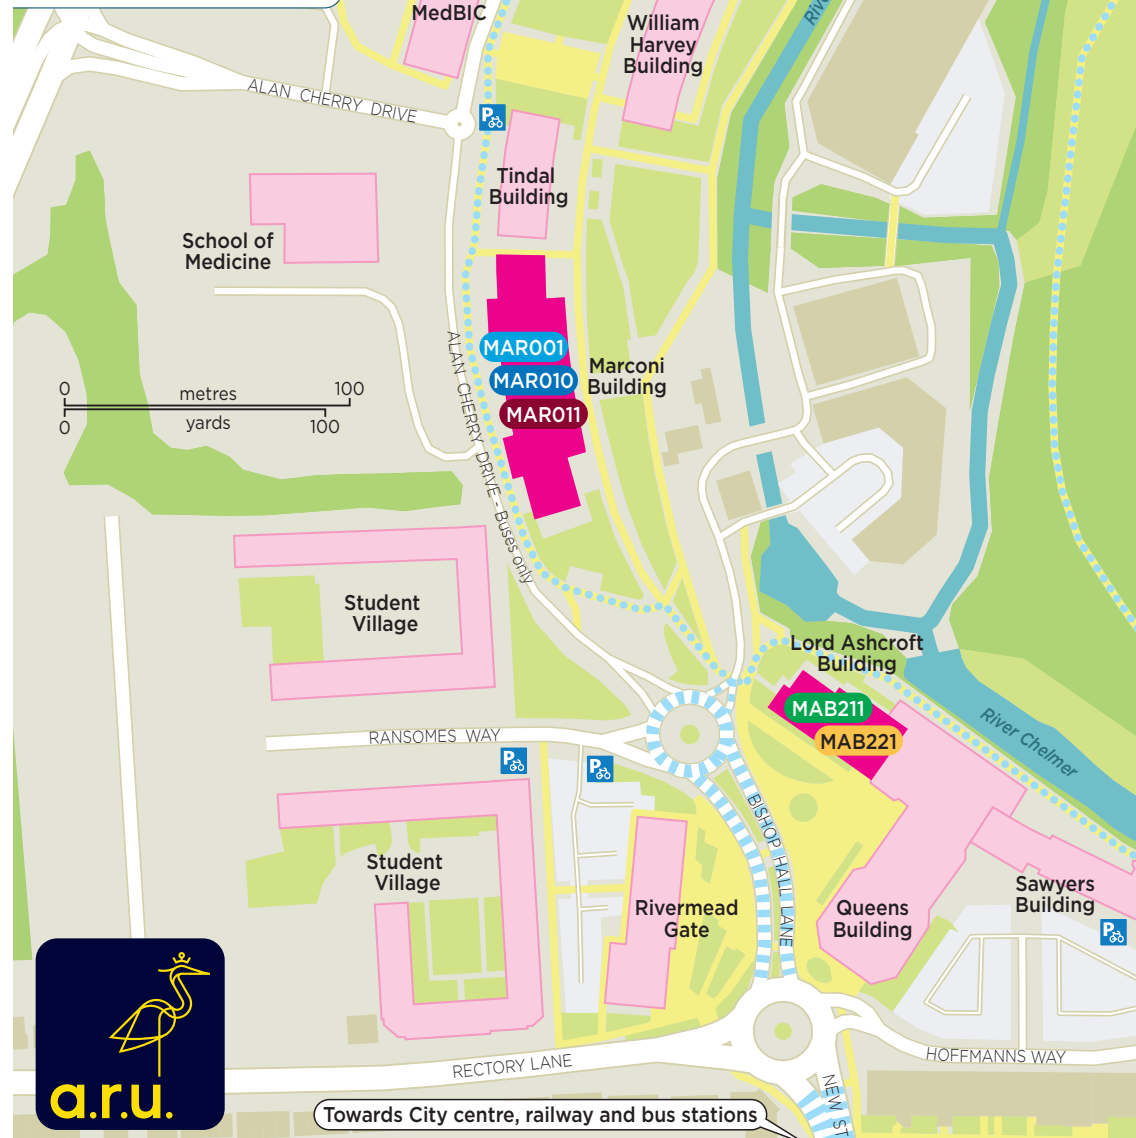 MedBIC
William
Harvey
Building
River
ALAN CHERRY DRIVE
P
Tindal
Building
School of
Medicine
MAR001
MAR010
MAR011
Marconi
Building
0 metres 100
0 yards 100
ALAN CHERRY DRIVE - Buses only
Student
Village
Lord Ashcroft
Building
MAB211
MAB221
River Chelmer
RANSOMES WAY
P
P
BISHOP HALL LANE
Student
Village
Rivermead
Gate
Queens
Building
Sawyers
Building
P
a.r.u.
RECTORY LANE
HOFFMANNS WAY
NEW ST
Towards City centre, railway and bus stations